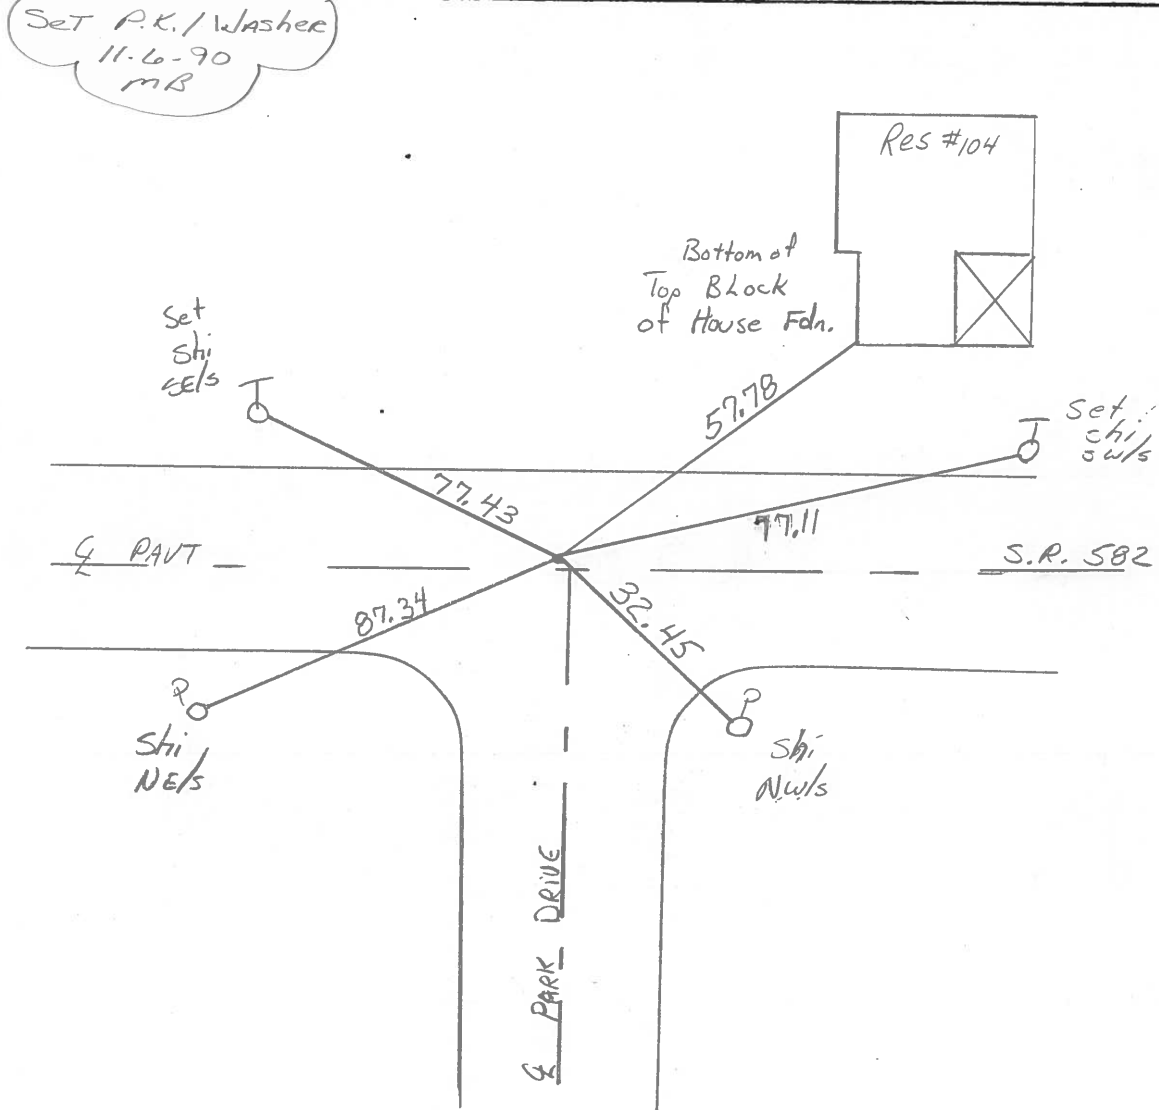 SET P.K./WASHER
11-6-90
MB
Res #104
Bottom of
Top Block
of House Fdn.
Set
Shi
SE/s
57.78
Set
Shi
SW/s
77.43
77.11
℄ PAVT
S.R. 582
87.34
32.45
P
P
Shi
NE/s
Shi
N.W/s
℄ PARK DRIVE